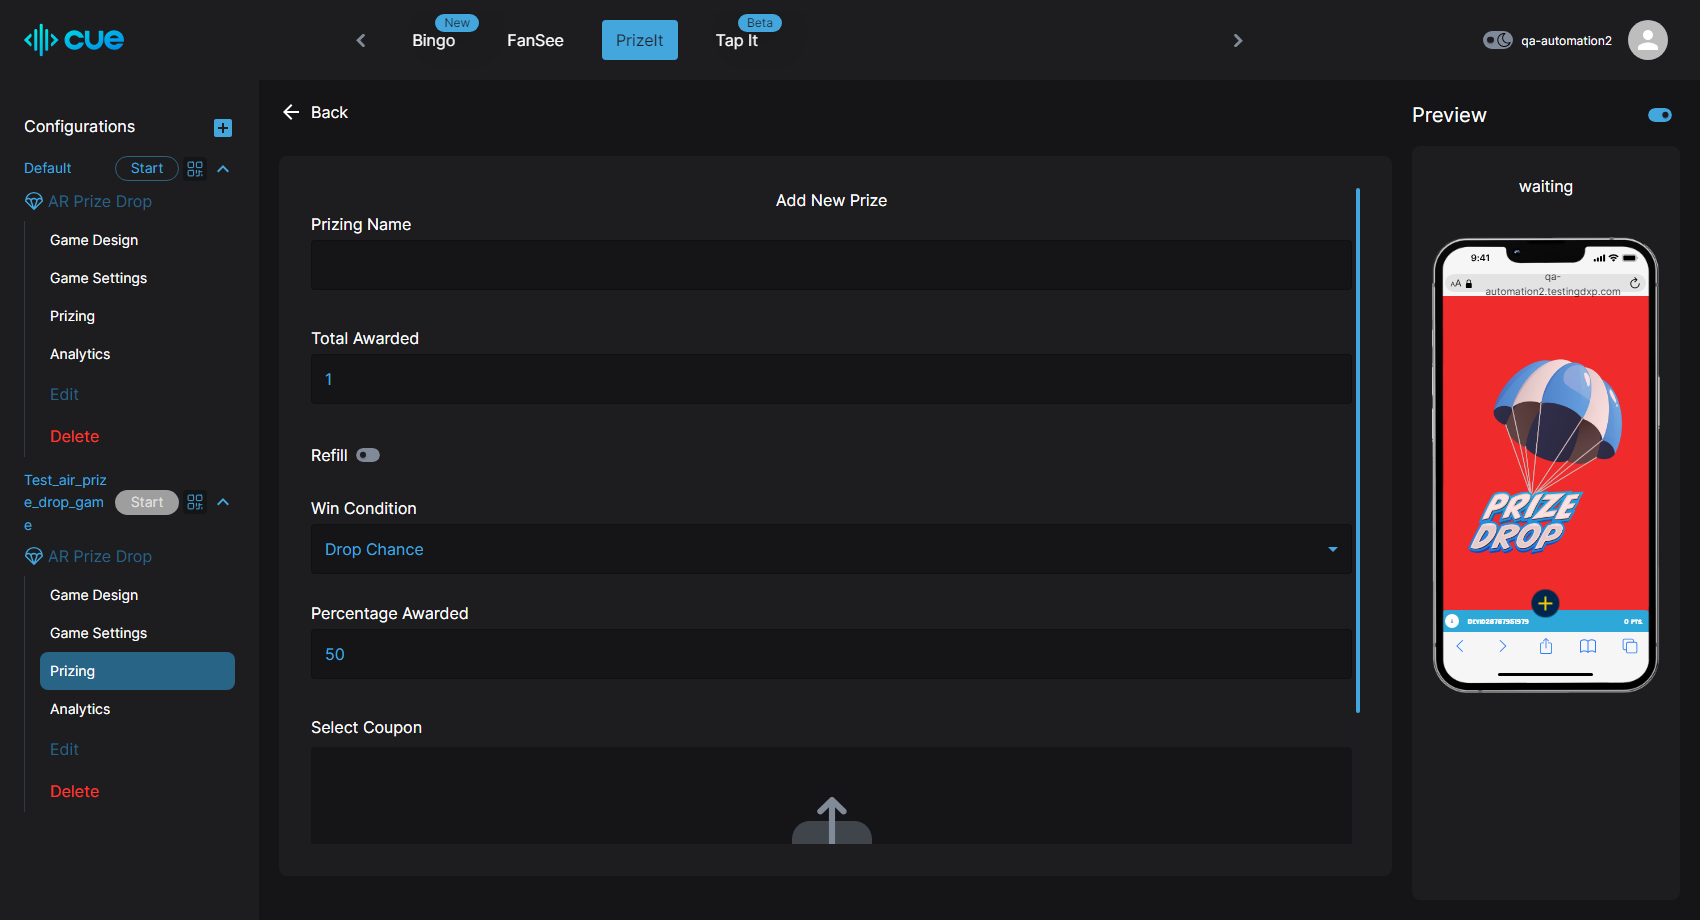 cue
New
Beta
Bingo
FanSee
PrizeIt
Tap It
qa-automation2
Configurations
Default
Start
AR Prize Drop
Game Design
Game Settings
Prizing
Analytics
Edit
Delete
Test_air_priz
e_drop_gam
e
Start
AR Prize Drop
Game Design
Game Settings
Prizing
Analytics
Edit
Delete
Back
Add New Prize
Prizing Name
Total Awarded
1
Refill
Win Condition
Drop Chance
Percentage Awarded
50
Select Coupon
Preview
waiting
9:41
AA
qa-
automation2.testingdxp.com
PRIZE
DROP
0 PTS.